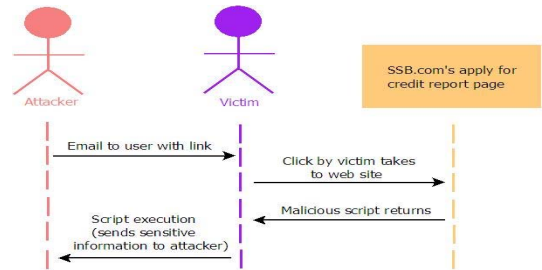 SSB.com's apply for
credit report page
Attacker
Victim
Email to user with link
Click by victim takes
to web site
Malicious script returns
Script execution
(sends sensitive
information to attacker)